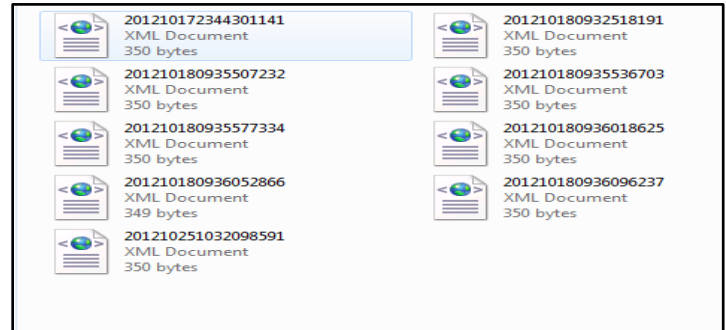 201210172344301141
XML Document
350 bytes
201210180932518191
XML Document
350 bytes
201210180935507232
XML Document
350 bytes
201210180935536703
XML Document
350 bytes
201210180935577334
XML Document
350 bytes
201210180936018625
XML Document
350 bytes
201210180936052866
XML Document
349 bytes
201210180936096237
XML Document
350 bytes
201210251032098591
XML Document
350 bytes